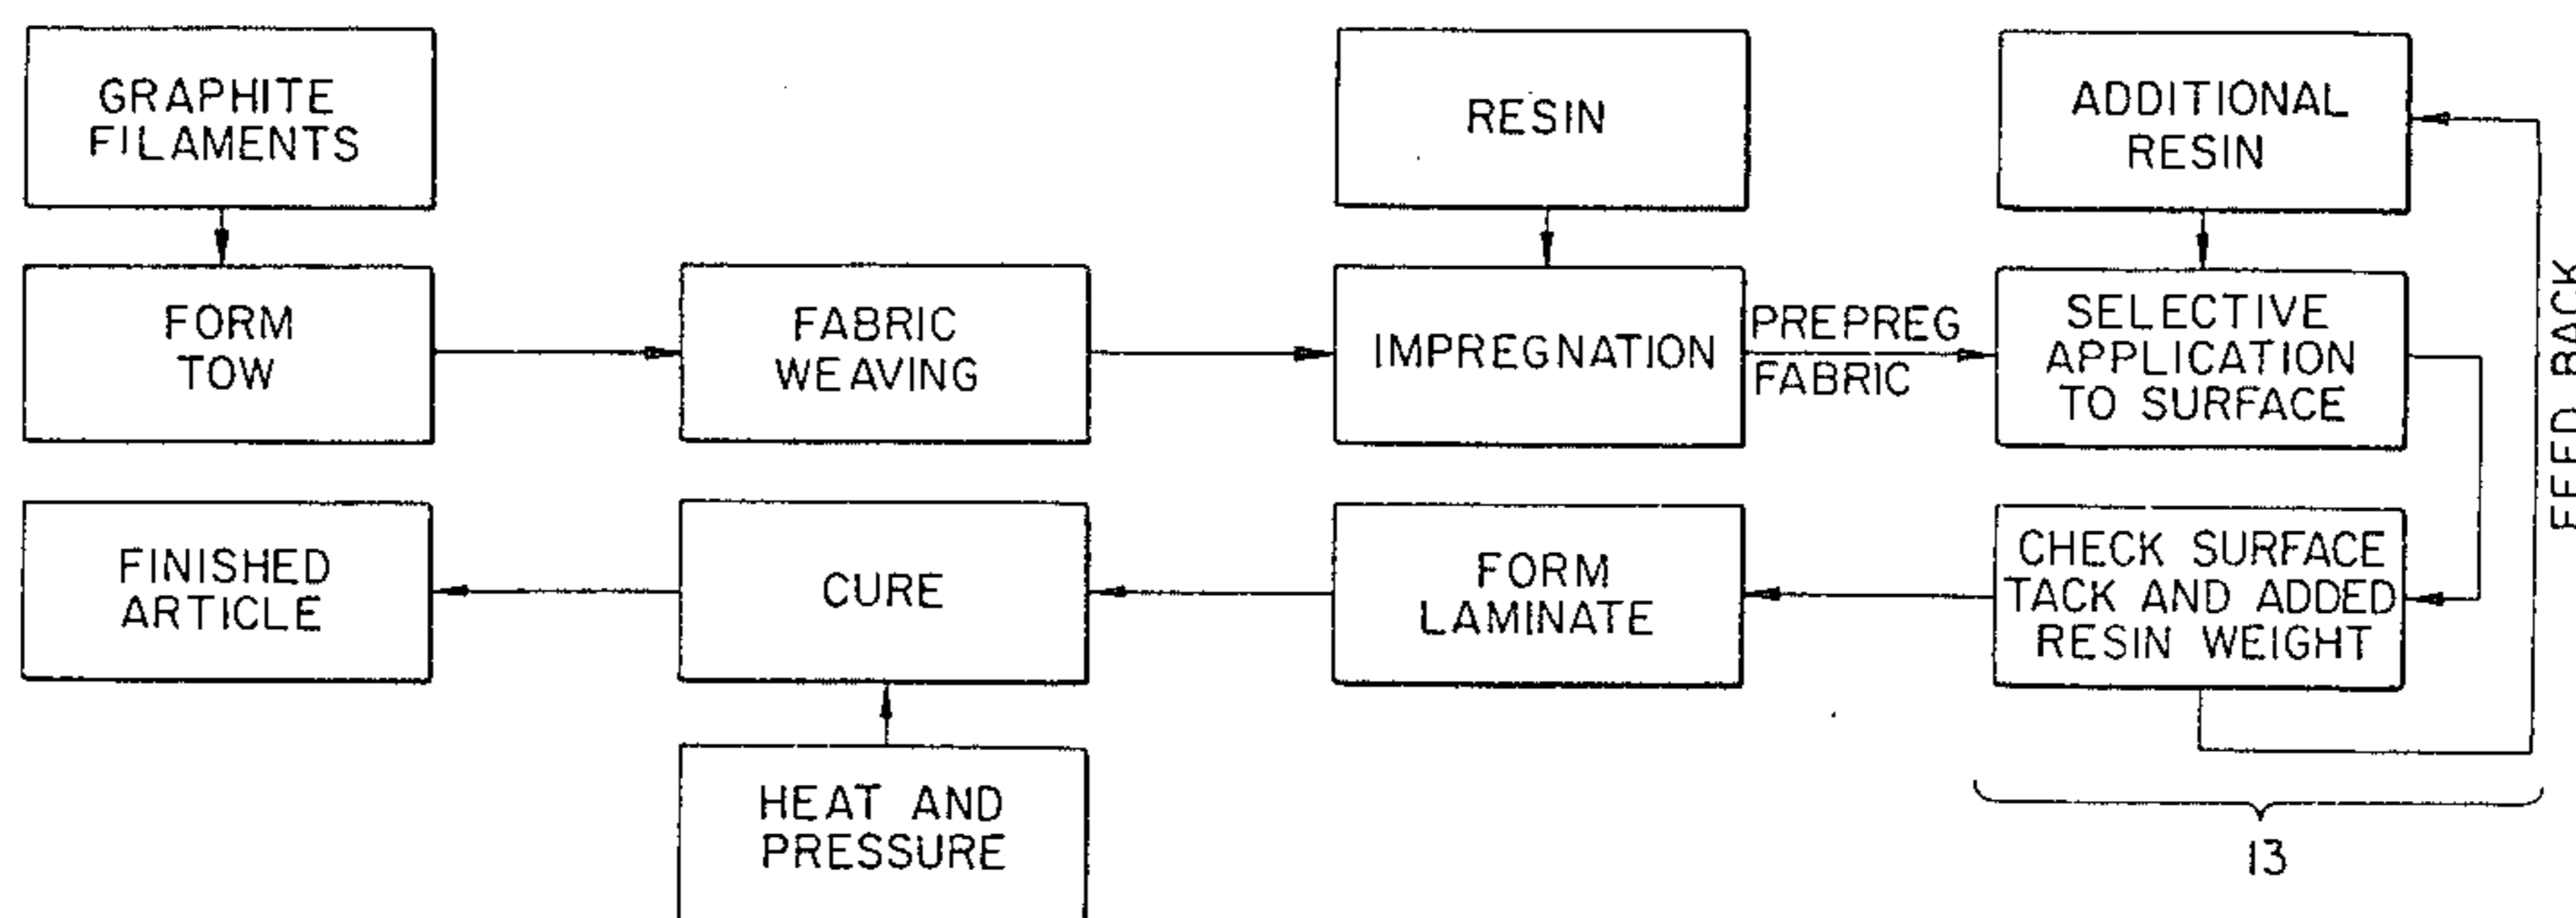 GRAPHITE
FILAMENTS
RESIN
ADDITIONAL
RESIN
FORM
TOW
FABRIC
WEAVING
IMPREGNATION
PREPREG
FABRIC
SELECTIVE
APPLICATION
TO SURFACE
FEED BACK
FINISHED
ARTICLE
CURE
FORM
LAMINATE
CHECK SURFACE
TACK AND ADDED
RESIN WEIGHT
HEAT AND
PRESSURE
13